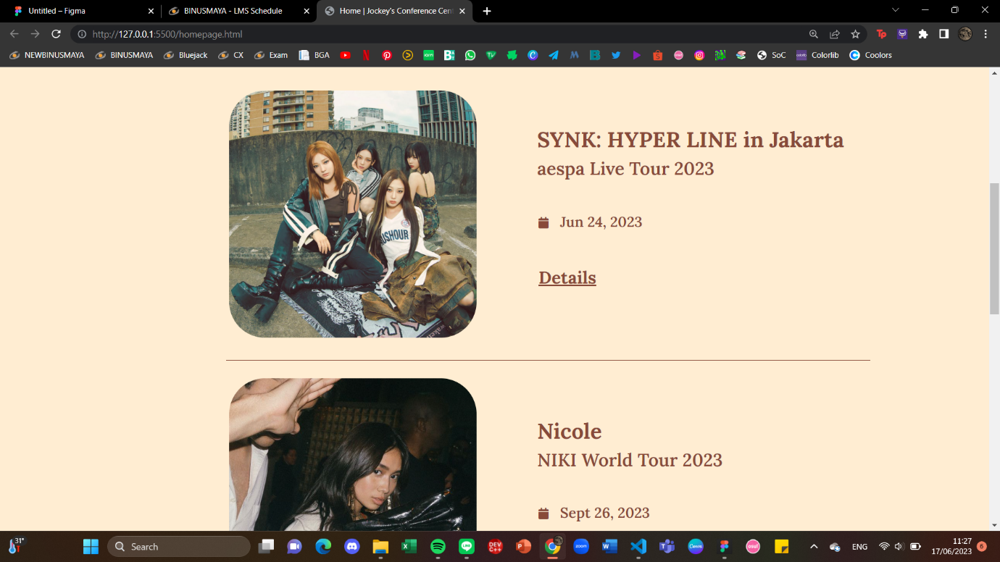 Untitled – Figma
BINUSMAYA - LMS Schedule
Home | Jockey's Conference Cen
http://127.0.0.1:5500/homepage.html
NEWBINUSMAYA
BINUSMAYA
Bluejack
CX
Exam
BGA
SoC
Colorlib
Coolors
SYNK: HYPER LINE in Jakarta
aespa Live Tour 2023
Jun 24, 2023
Details
Nicole
NIKI World Tour 2023
Sept 26, 2023
31°
Search
ENG
11:27
17/06/2023
6